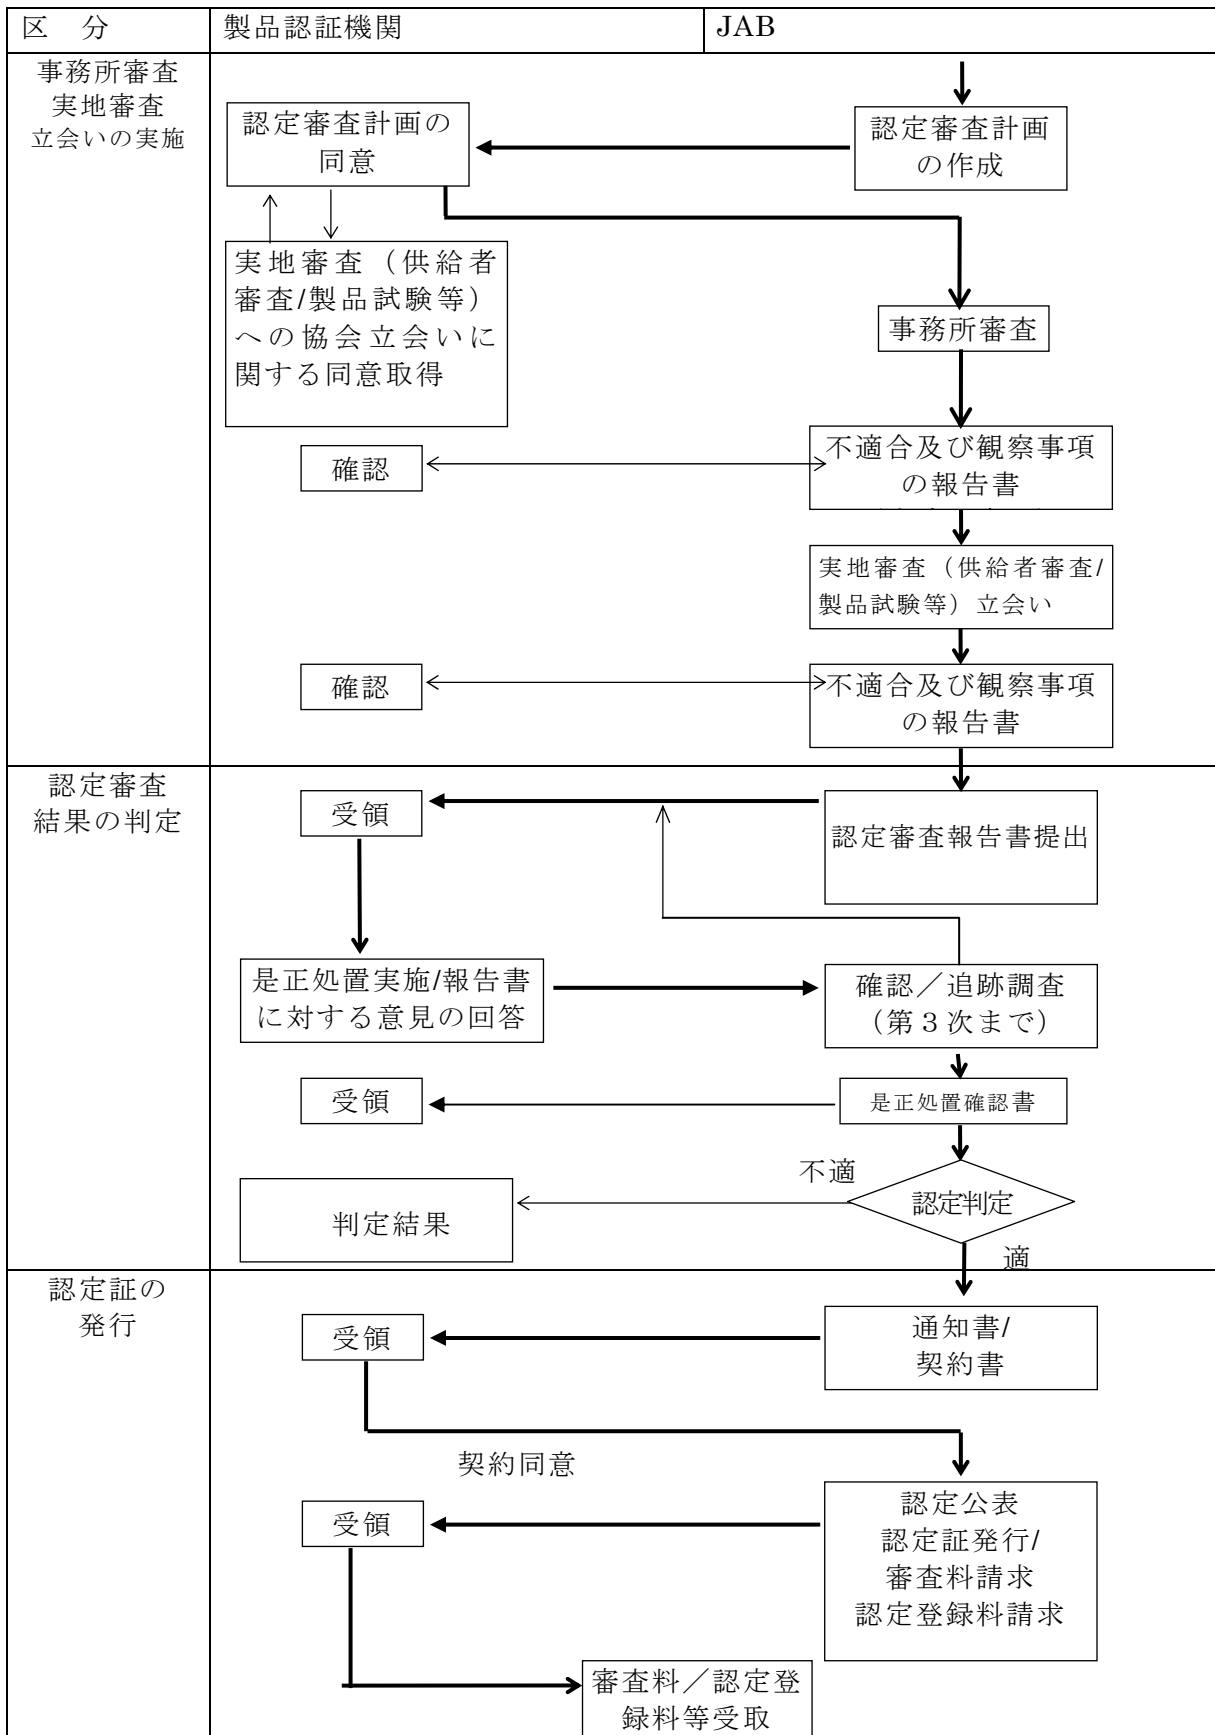 区　分
製品認証機関
JAB
事務所審査
実地審査
立会いの実施
認定審査計画の
同意
認定審査計画
の作成
実地審査（供給者
審査/製品試験等）
への協会立会いに
関する同意取得
事務所審査
確認
不適合及び観察事項
の報告書
実地審査（供給者審査/
製品試験等）立会い
確認
不適合及び観察事項
の報告書
認定審査
結果の判定
受領
認定審査報告書提出
是正処置実施/報告書
に対する意見の回答
確認／追跡調査
（第３次まで）
受領
是正処置確認書
不適
認定判定
判定結果
適
認定証の
発行
受領
通知書/
契約書
契約同意
受領
認定公表
認定証発行/
審査料請求
認定登録料請求
審査料／認定登
録料等受取